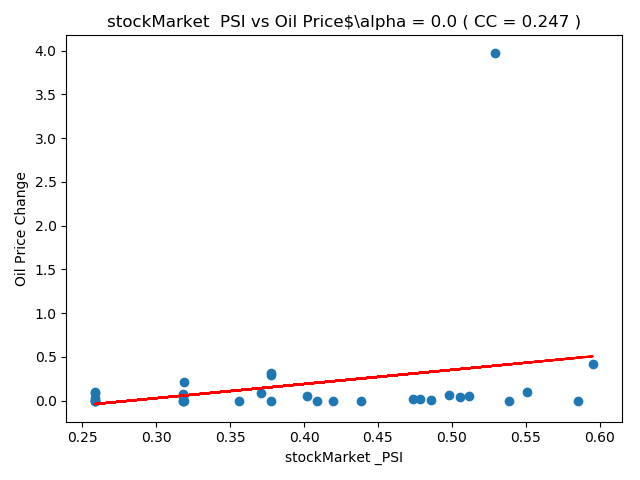 stockMarket  PSI vs Oil Price$\alpha = 0.0 ( CC = 0.247 )
4.0
3.5
3.0
2.5
2.0
1.5
1.0
0.5
0.0
Oil Price Change
0.25 0.30 0.35 0.40 0.45 0.50 0.55 0.60
stockMarket _PSI